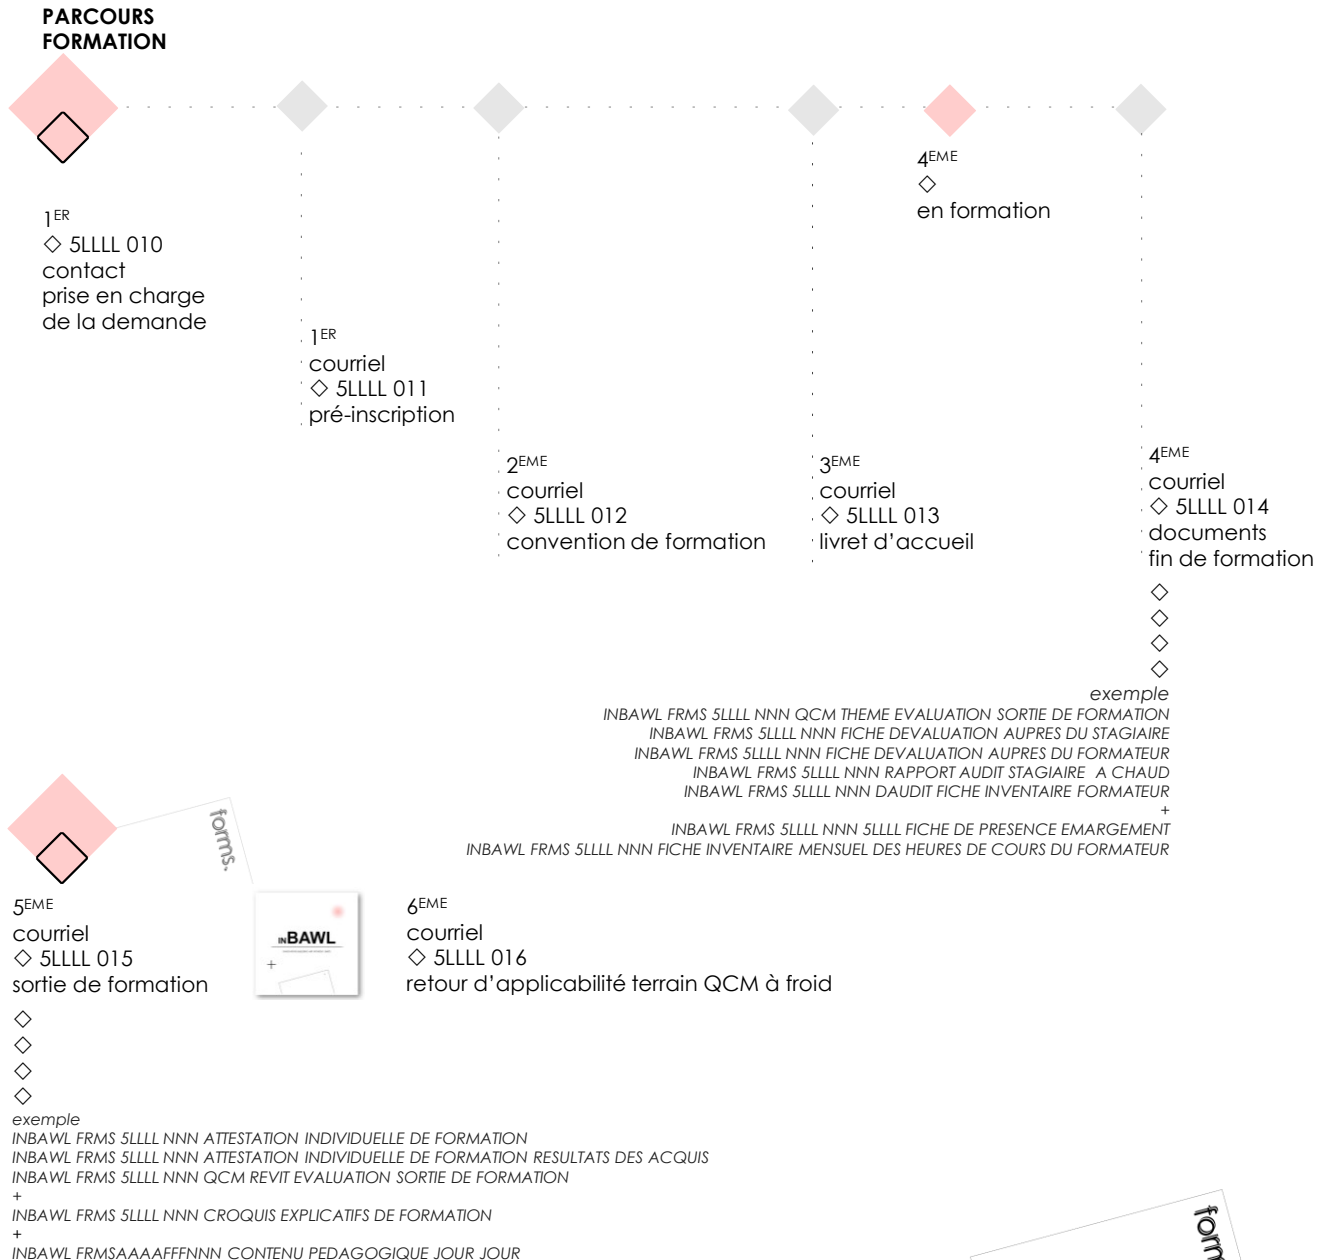 PARCOURS
FORMATION
1ER
◇ 5LLLL 010
contact
prise en charge
de la demande
1ER
courriel
◇ 5LLLL 011
pré-inscription
2EME
courriel
◇ 5LLLL 012
convention de formation
3EME
courriel
◇ 5LLLL 013
livret d’accueil
4EME
◇
en formation
4EME
courriel
◇ 5LLLL 014
documents
fin de formation
◇
◇
◇
◇
exemple
INBAWL FRMS 5LLLL NNN QCM THEME EVALUATION SORTIE DE FORMATION
INBAWL FRMS 5LLLL NNN FICHE DEVALUATION AUPRES DU STAGIAIRE
INBAWL FRMS 5LLLL NNN FICHE DEVALUATION AUPRES DU FORMATEUR
INBAWL FRMS 5LLLL NNN RAPPORT AUDIT STAGIAIRE A CHAUD
INBAWL FRMS 5LLLL NNN DAUDIT FICHE INVENTAIRE FORMATEUR
+
INBAWL FRMS 5LLLL NNN 5LLLL FICHE DE PRESENCE EMARGEMENT
INBAWL FRMS 5LLLL NNN FICHE INVENTAIRE MENSUEL DES HEURES DE COURS DU FORMATEUR
forms.
5EME
courriel
◇ 5LLLL 015
sortie de formation
INBAWL
+
6EME
courriel
◇ 5LLLL 016
retour d’applicabilité terrain QCM à froid
◇
◇
◇
◇
exemple
INBAWL FRMS 5LLLL NNN ATTESTATION INDIVIDUELLE DE FORMATION
INBAWL FRMS 5LLLL NNN ATTESTATION INDIVIDUELLE DE FORMATION RESULTATS DES ACQUIS
INBAWL FRMS 5LLLL NNN QCM REVIT EVALUATION SORTIE DE FORMATION
+
INBAWL FRMS 5LLLL NNN CROQUIS EXPLICATIFS DE FORMATION
+
INBAWL FRMSAAAAFFFNNN CONTENU PEDAGOGIQUE JOUR JOUR